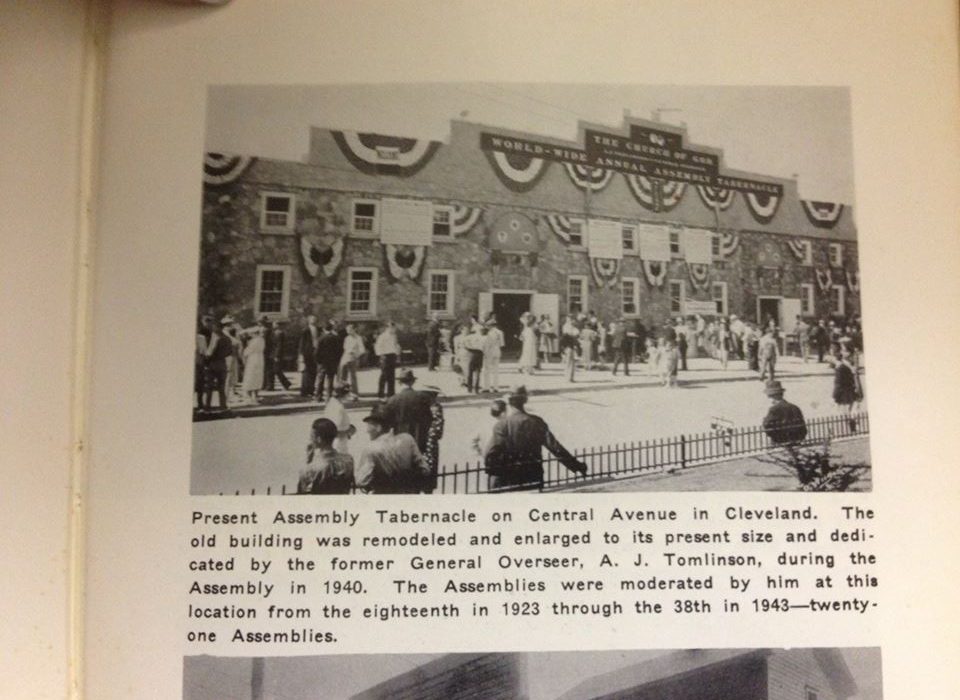 THE CHURCH OF GOD
WORLD-WIDE ANNUAL ASSEMBLY TABERNACLE
Present Assembly Tabernacle on Central Avenue in Cleveland. The
old building was remodeled and enlarged to its present size and dedi-
cated by the former General Overseer, A. J. Tomlinson, during the
Assembly in 1940. The Assemblies were moderated by him at this
location from the eighteenth in 1923 through the 38th in 1943—twenty-
one Assemblies.